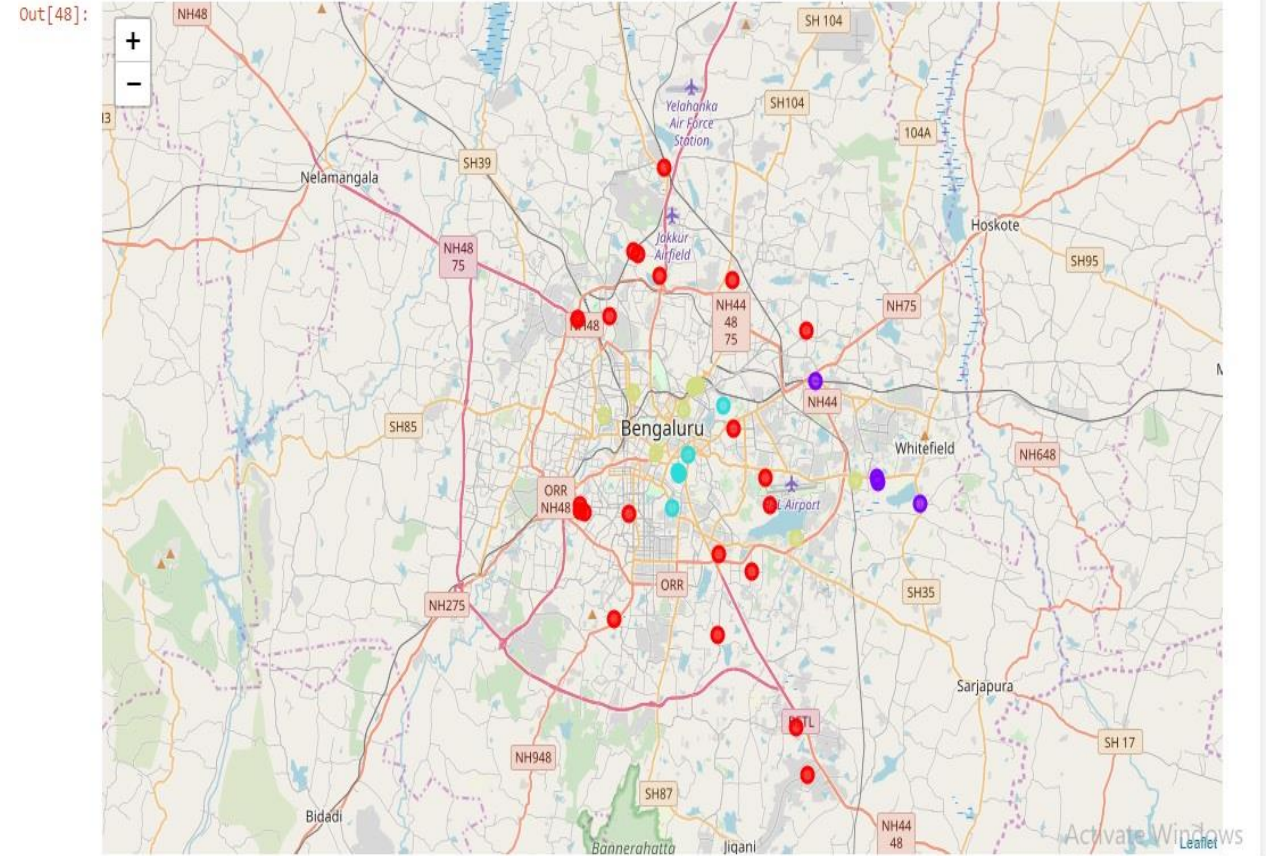 Out[48]:
NH48
SH 104
+
−
Yelahanka
Air Force
Station
SH104
104A
SH39
Nelamangala
Jakkur
Airfield
Hoskote
NH48
75
SH95
NH44
48
75
NH75
NH48
NH44
SH85
Bengaluru
Whitefield
NH648
ORR
NH48
Airport
ORR
SH35
NH275
Sarjapura
SH 17
NH948
SH87
Bidadi
NH44
48
Bannerghatta
Jigani
Activate Windows
Leaflet